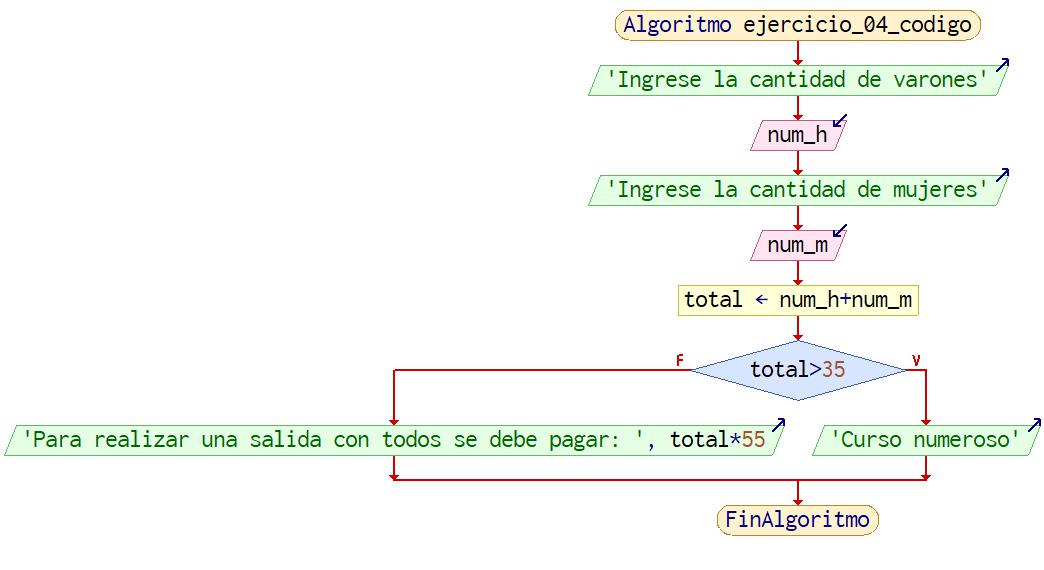 Algoritmo ejercicio_04_codigo
'Ingrese la cantidad de varones'
num_h
'Ingrese la cantidad de mujeres'
num_m
total ← num_h+num_m
total>35
F
V
'Para realizar una salida con todos se debe pagar: ', total*55
'Curso numeroso'
FinAlgoritmo